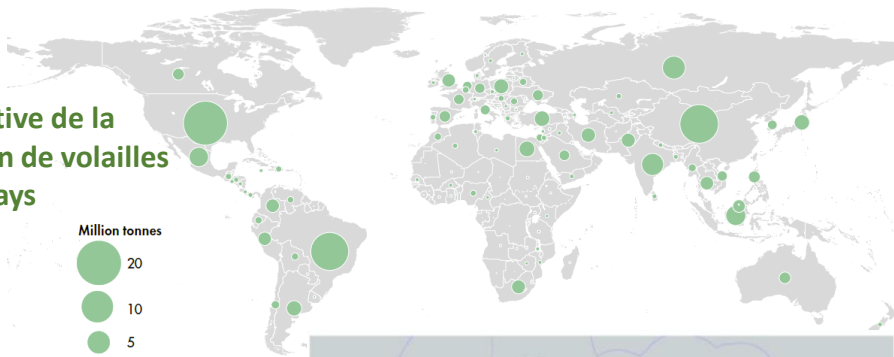 tive de la
n de volailles
ays
Million tonnes
20
10
5